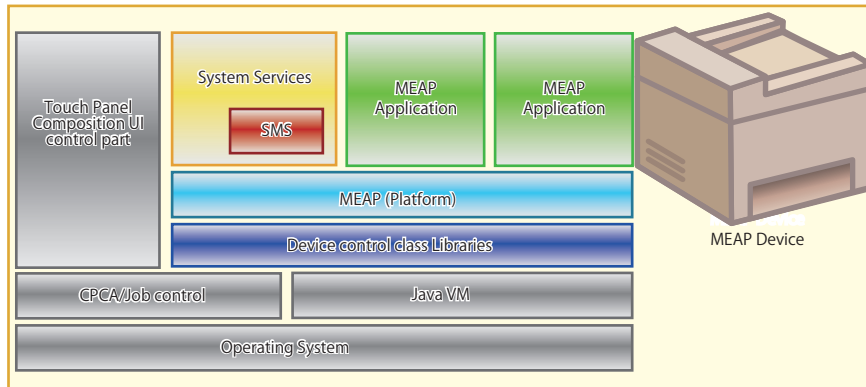 Touch Panel
Composition UI
control part
System Services
SMS
MEAP
Application
MEAP
Application
MEAP (Platform)
Device control class Libraries
CPCA/Job control
Java VM
Operating System
MEAP Device